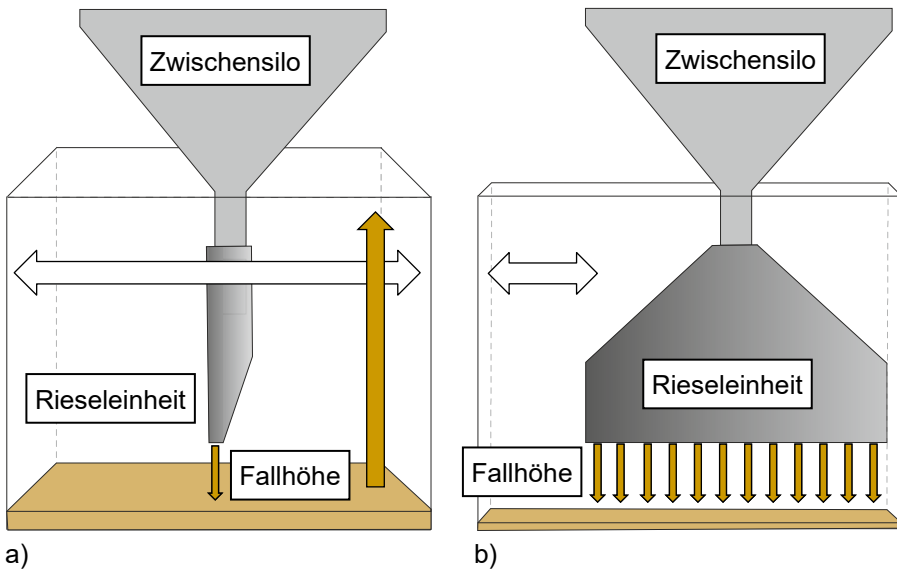 Zwischensilo
Rieseleinheit
Fallhöhe
a)
Zwischensilo
Rieseleinheit
Fallhöhe
b)